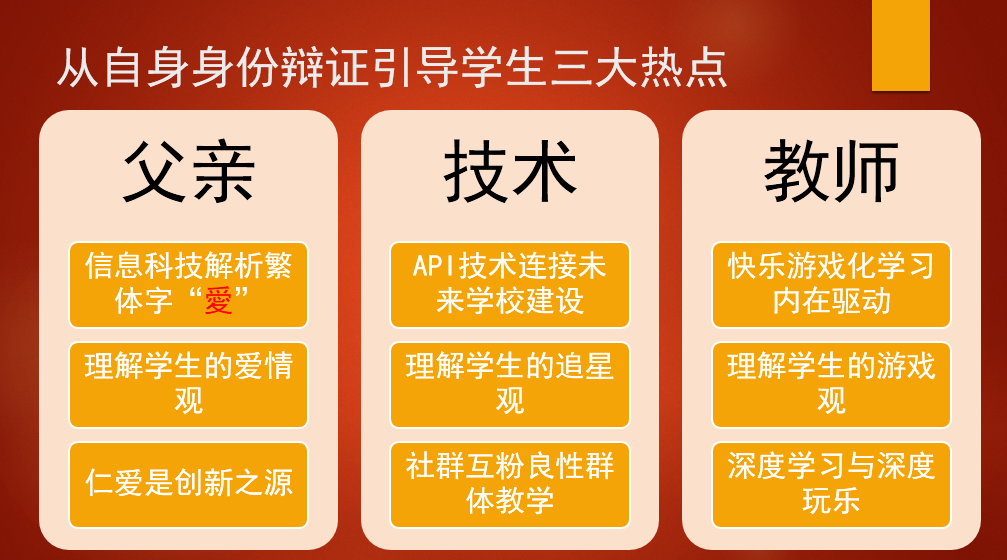 从自身身份辩证引导学生三大热点
父亲
信息科技解析繁
体字“愛”
理解学生的爱情
观
仁爱是创新之源
技术
API技术连接未
来学校建设
理解学生的追星
观
社群互粉良性群
体教学
教师
快乐游戏化学习
内在驱动
理解学生的游戏
观
深度学习与深度
玩乐